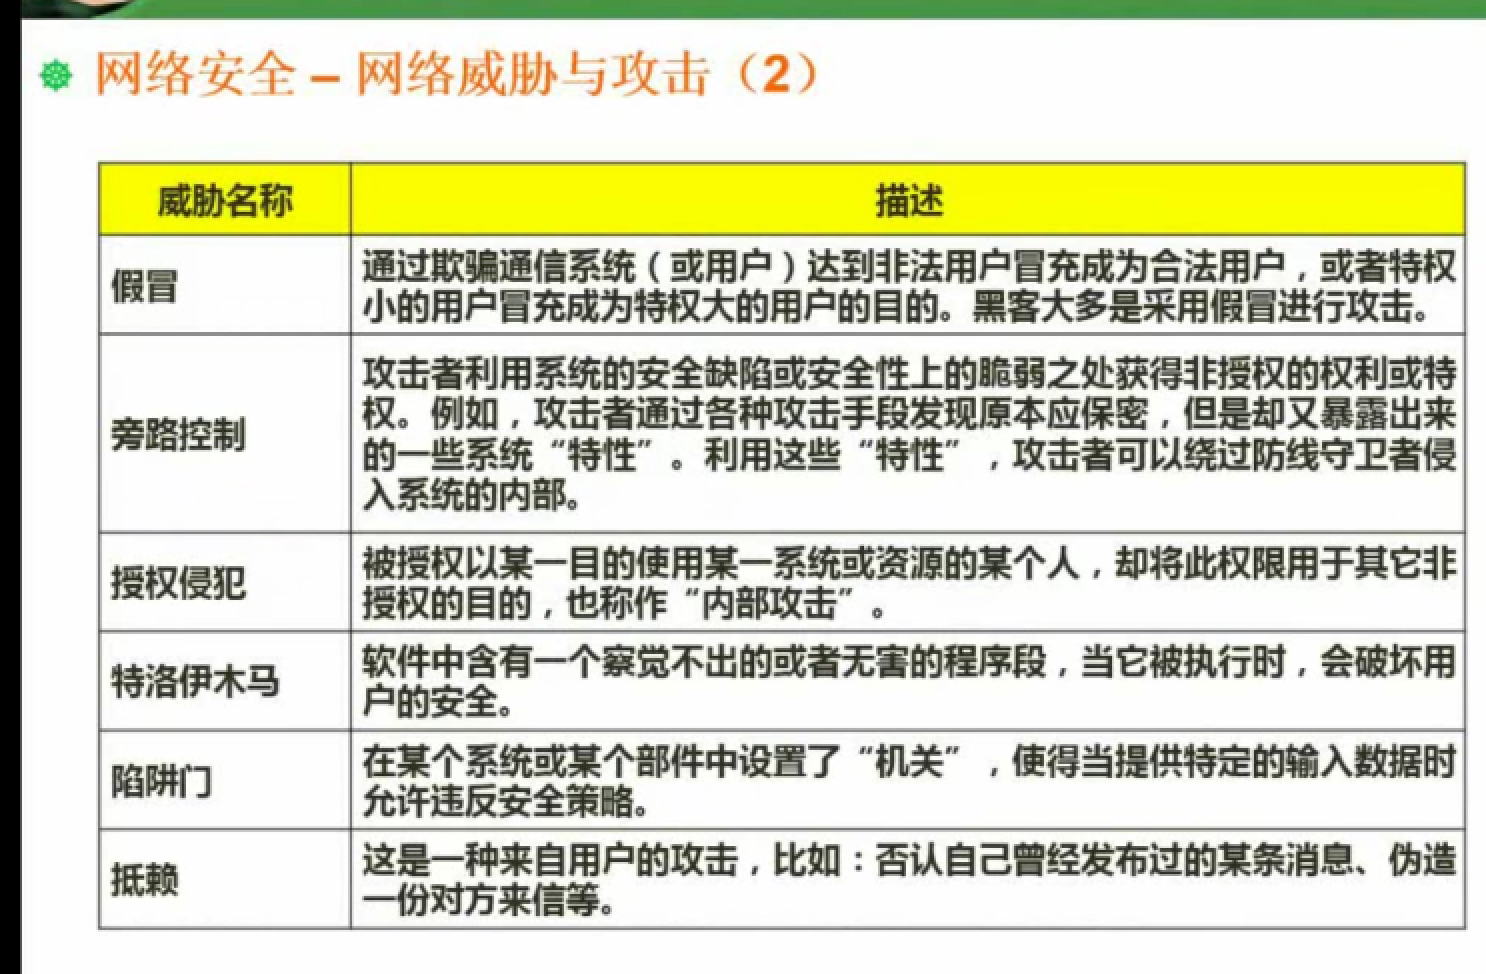 网络安全 – 网络威胁与攻击（2）
威胁名称
描述
假冒
通过欺骗通信系统（或用户）达到非法用户冒充成为合法用户，或者特权
小的用户冒充成为特权大的用户的目的。黑客大多是采用假冒进行攻击。
旁路控制
攻击者利用系统的安全缺陷或安全性上的脆弱之处获得非授权的权利或特
权。例如，攻击者通过各种攻击手段发现原本应保密，但是却又暴露出来
的一些系统“特性”。利用这些“特性”，攻击者可以绕过防线守卫者侵
入系统的内部。
授权侵犯
被授权以某一目的使用某一系统或资源的某个人，却将此权限用于其它非
授权的目的，也称作“内部攻击”。
特洛伊木马
软件中含有一个察觉不出的或者无害的程序段，当它被执行时，会破坏用
户的安全。
陷阱门
在某个系统或某个部件中设置了“机关”，使得当提供特定的输入数据时
允许违反安全策略。
抵赖
这是一种来自用户的攻击，比如：否认自己曾经发布过的某条消息、伪造
一份对方来信等。